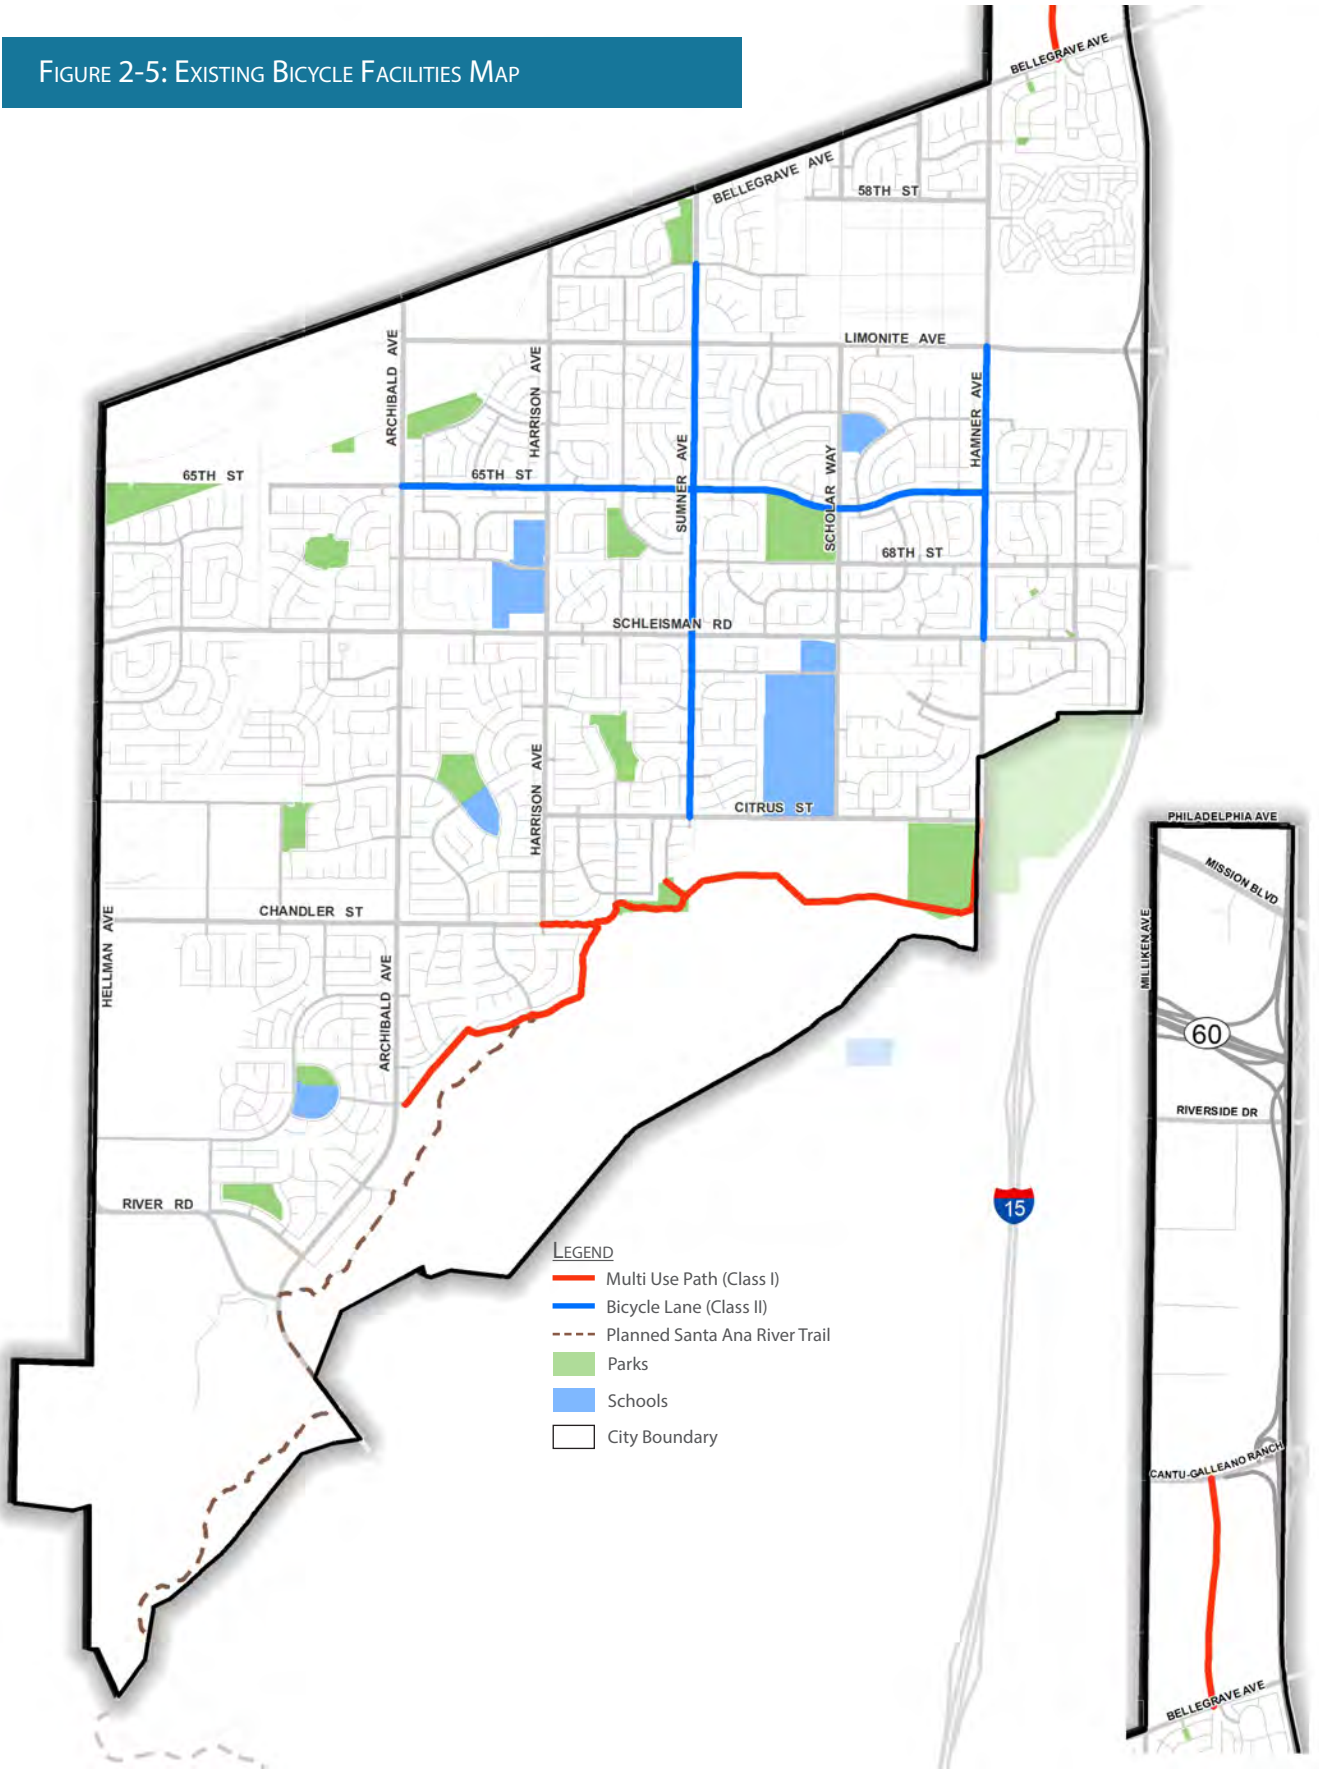 FIGURE 2-5: EXISTING BICYCLE FACILITIES MAP
BELLEGRAVE AVE
BELLEGRAVE AVE
58TH ST
LIMONITE AVE
ARCHIBALD AVE
HARRISON AVE
HAMNER AVE
SUMNER AVE
SCHOLAR WAY
65TH ST
65TH ST
68TH ST
SCHLEISMAN RD
HARRISON AVE
CITRUS ST
PHILADELPHIA AVE
MISSION BLVD
MILLIKEN AVE
CHANDLER ST
HELLMAN AVE
ARCHIBALD AVE
60
RIVERSIDE DR
RIVER RD
15
LEGEND
Multi Use Path (Class I)
Bicycle Lane (Class II)
Planned Santa Ana River Trail
Parks
Schools
City Boundary
CANTU-GALLEANO RANCH
BELLEGRAVE AVE